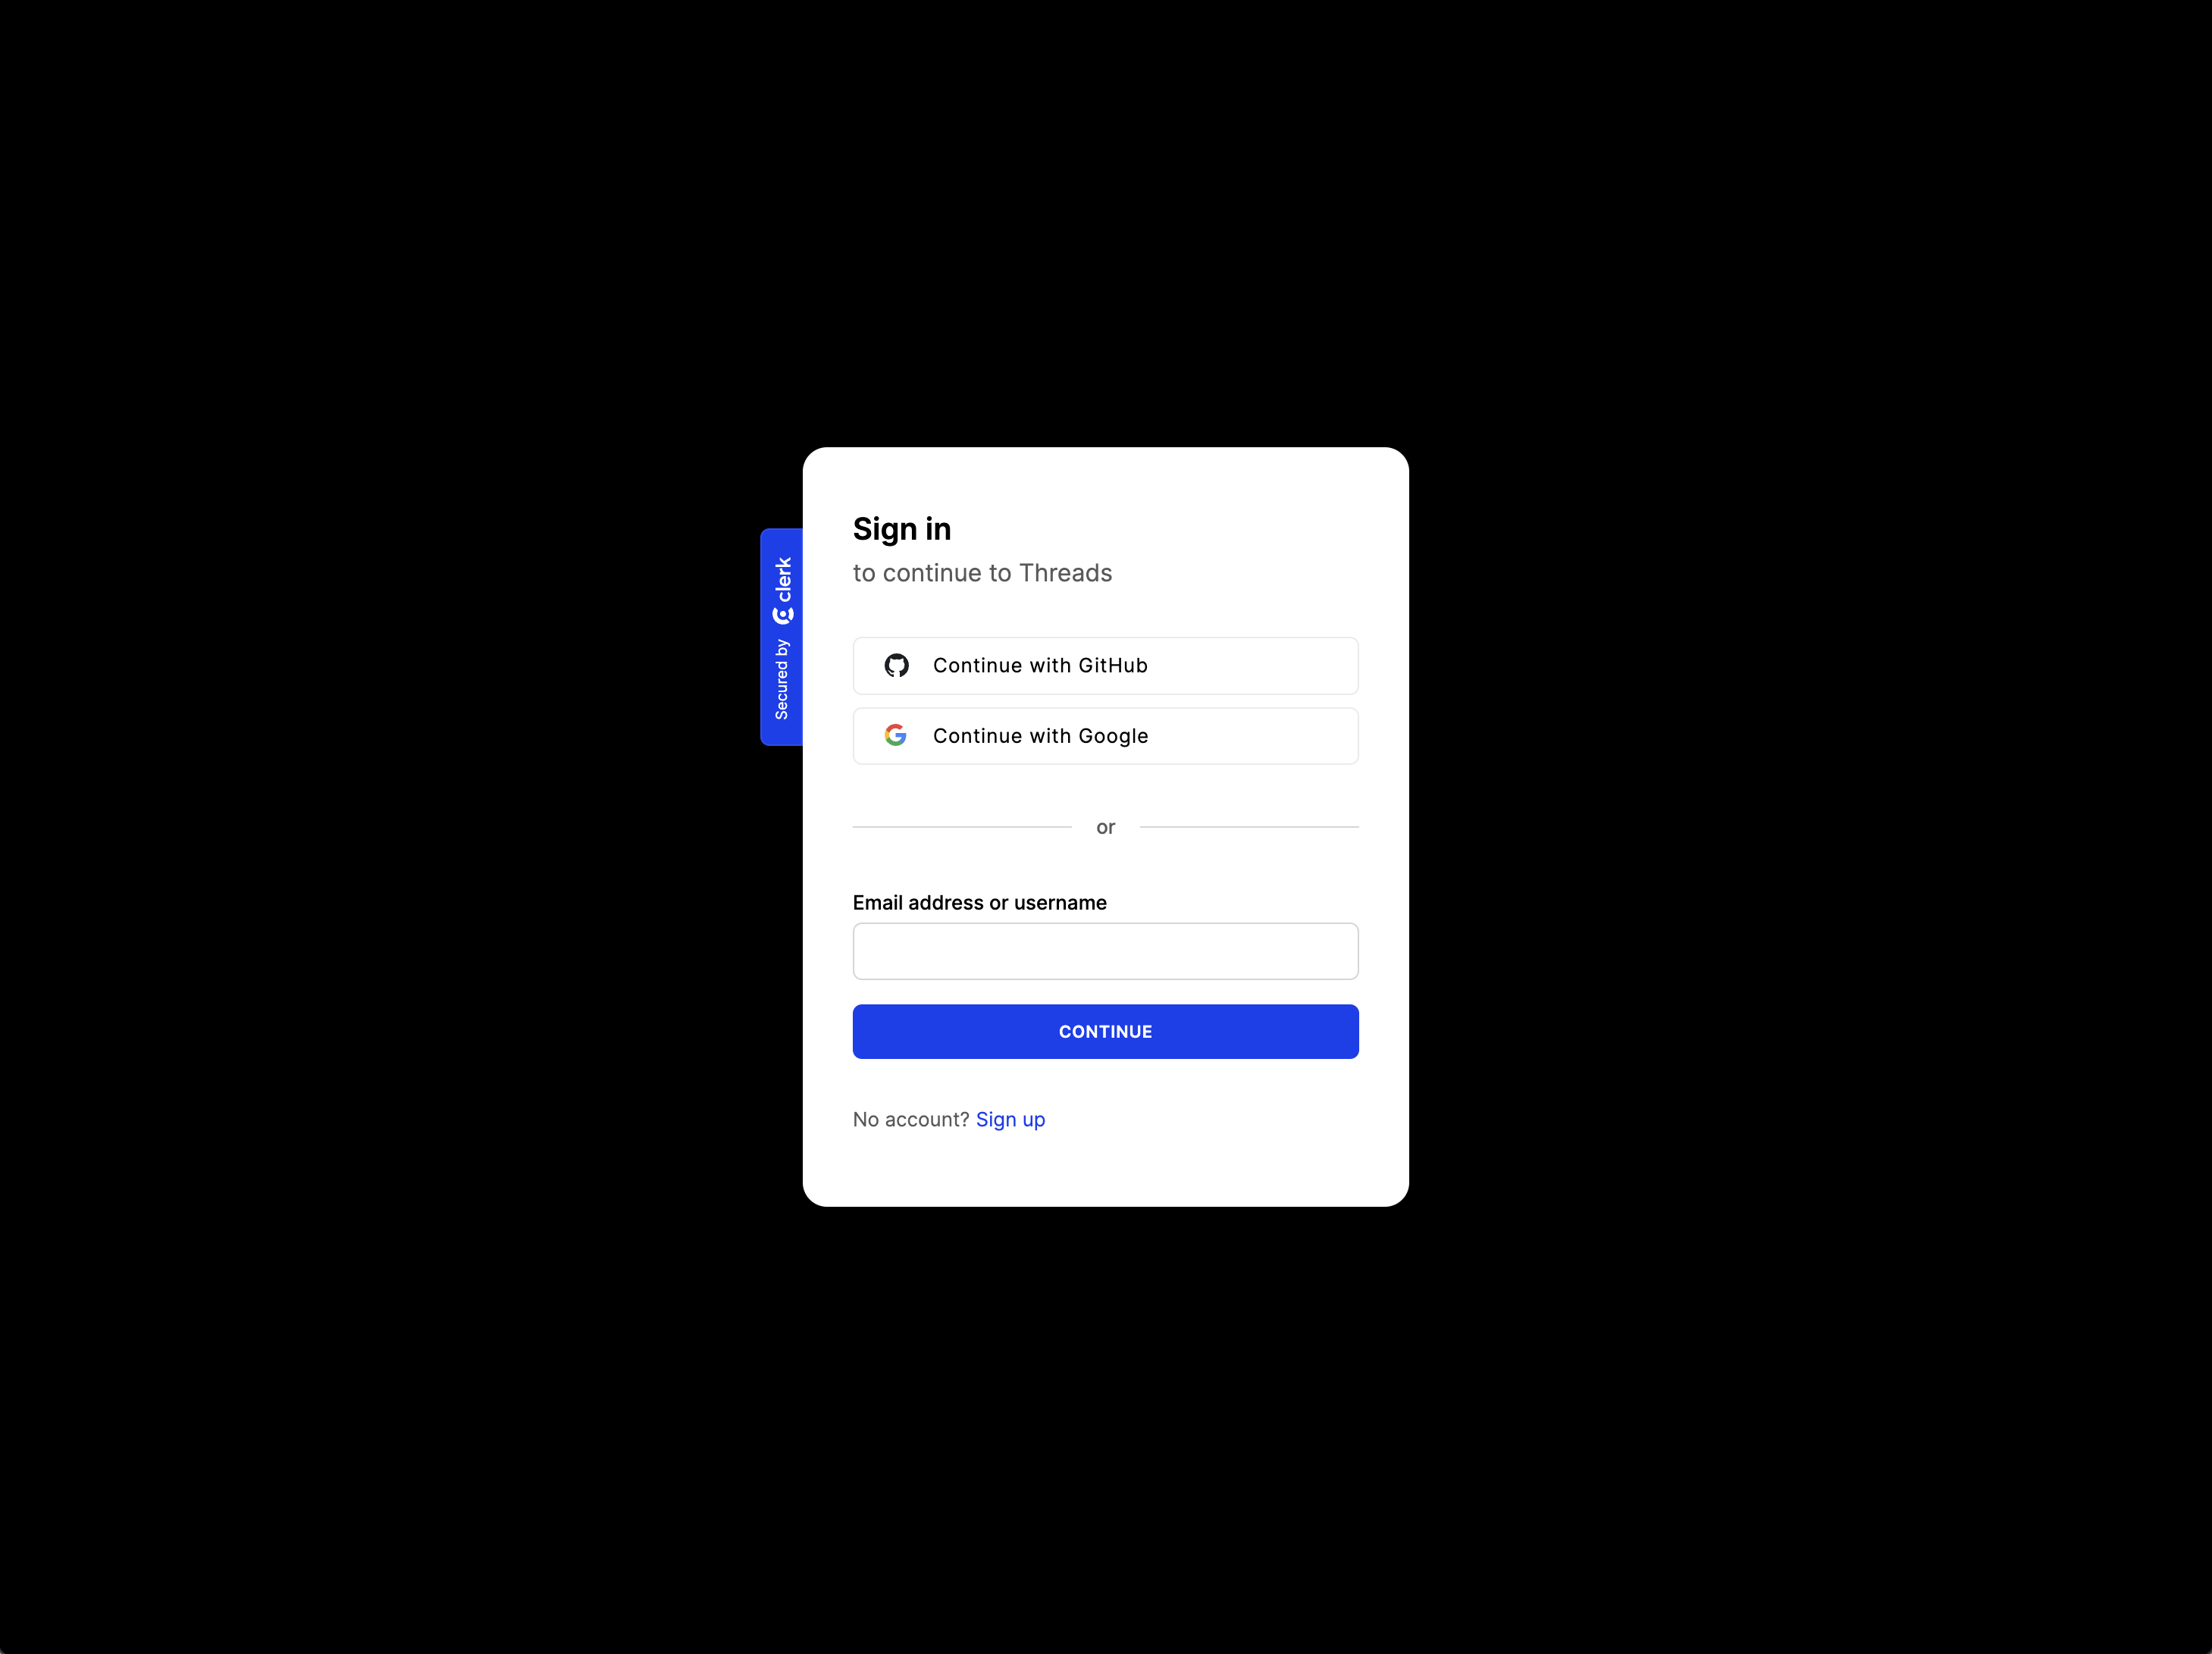 Sign in
to continue to Threads
Secured by clerk
Continue with GitHub
Continue with Google
or
Email address or username
CONTINUE
No account? Sign up